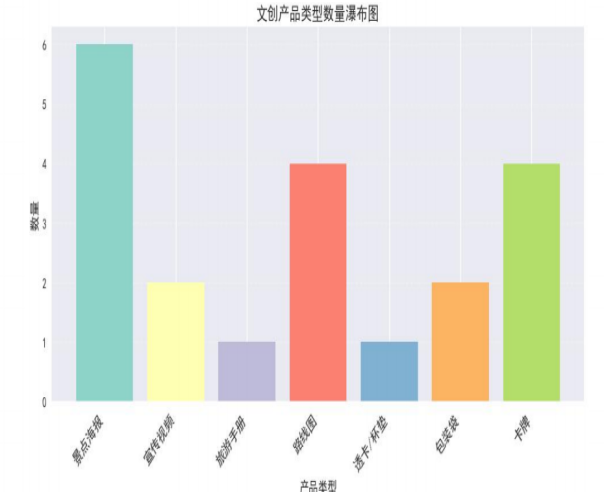 文创产品类型数量瀑布图
6
5
4
3
2
1
0
数量
景点海报
宣传视频
旅游手册
路线图
透卡/杯垫
包装袋
卡牌
产品类型